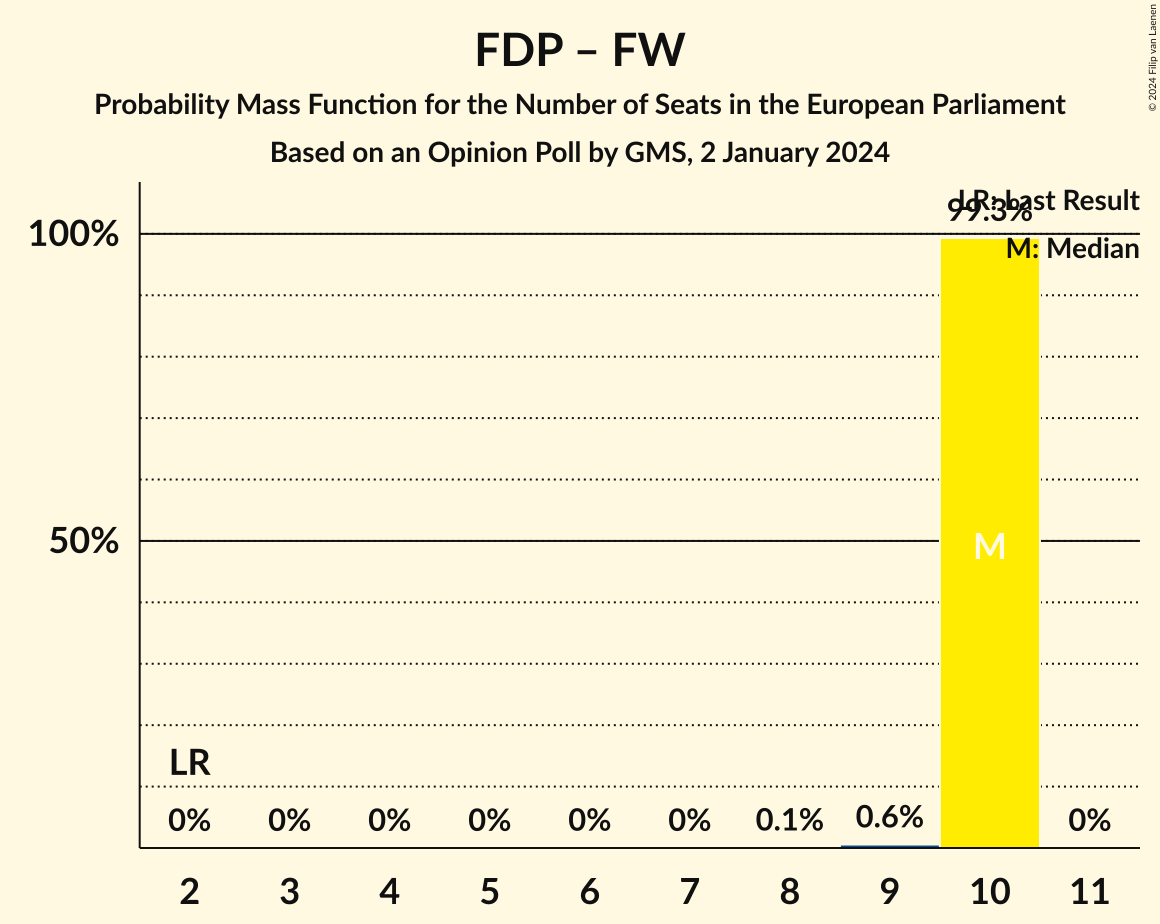 FDP – FW
Probability Mass Function for the Number of Seats in the European Parliament
Based on an Opinion Poll by GMS, 2 January 2024
© 2024 Filip van Laenen
LR: Last Result
99.3%
M: Median
100%
50%
M
LR
0% 0% 0% 0% 0% 0% 0.1% 0.6% 0%
2 3 4 5 6 7 8 9 10 11